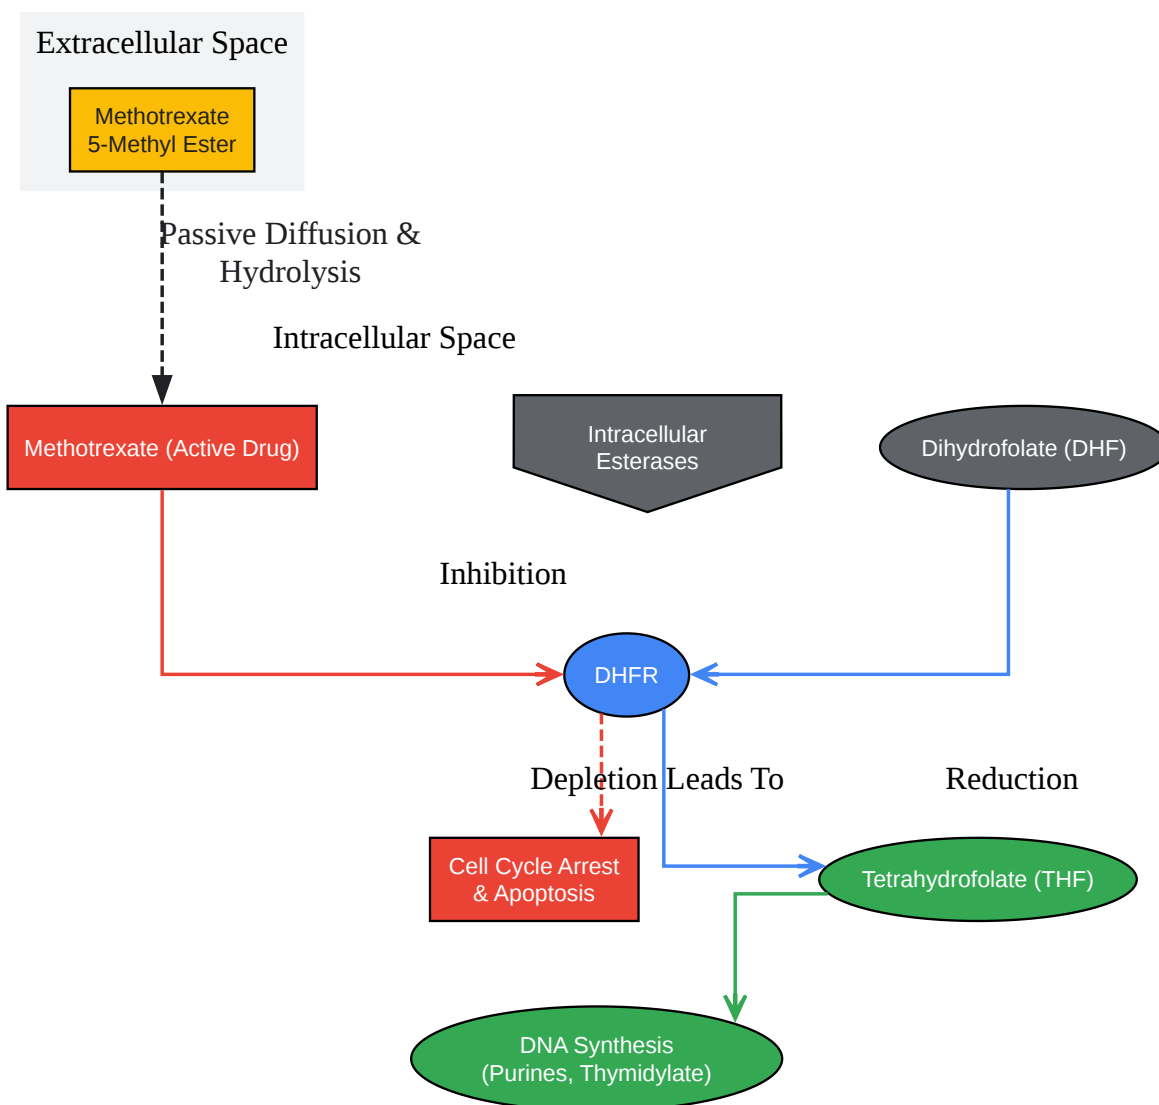 Extracellular Space
Methotrexate
5-Methyl Ester
Passive Diffusion &
Hydrolysis
Intracellular Space
Methotrexate (Active Drug)
Intracellular
Esterases
Dihydrofolate (DHF)
Inhibition
DHFR
Depletion Leads To
Reduction
Cell Cycle Arrest
& Apoptosis
Tetrahydrofolate (THF)
DNA Synthesis
(Purines, Thymidylate)